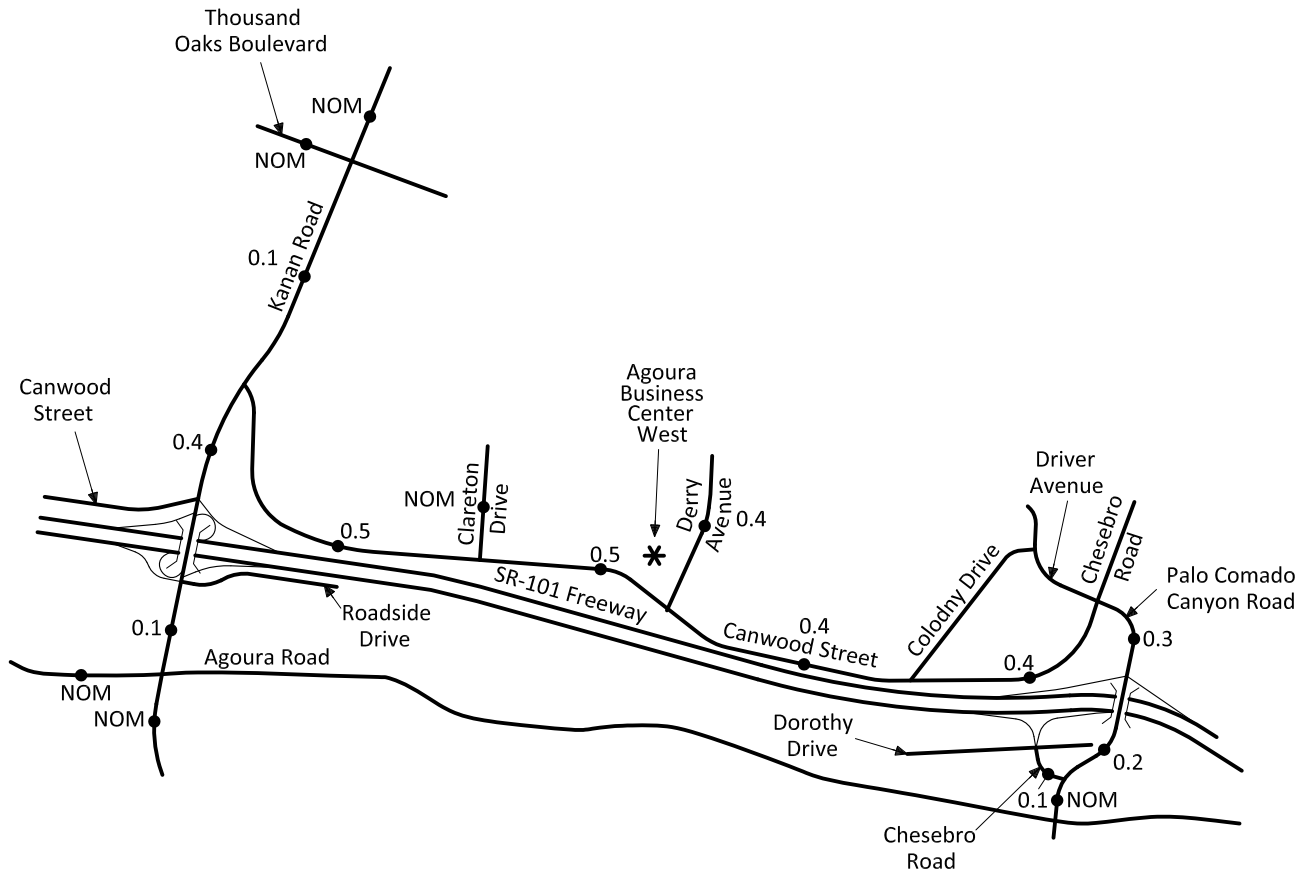 Thousand
Oaks Boulevard
NOM
NOM
0.1
Kanan Road
Canwood
Street
0.4
Agoura
Business
Center
West
NOM
Clareton
Drive
Derry
Avenue
0.4
0.5
0.5
SR-101 Freeway
Driver
Avenue
Chesebro
Road
Colodny Drive
Palo Comado
Canyon Road
0.3
0.1
Roadside
Drive
0.4
Canwood Street
0.4
Agoura Road
NOM
NOM
Dorothy
Drive
0.2
0.1
NOM
Chesebro
Road